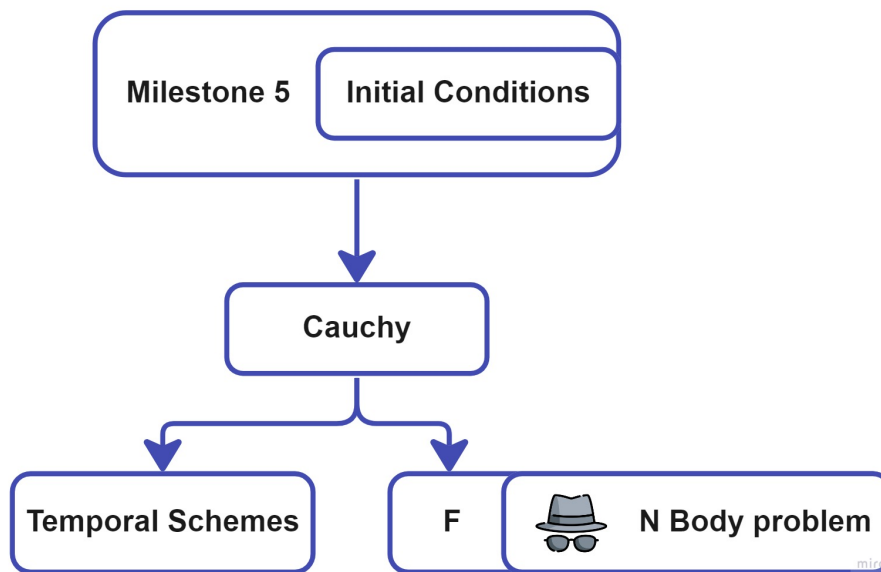 Milestone 5
Initial Conditions
Cauchy
Temporal Schemes
F
N Body problem